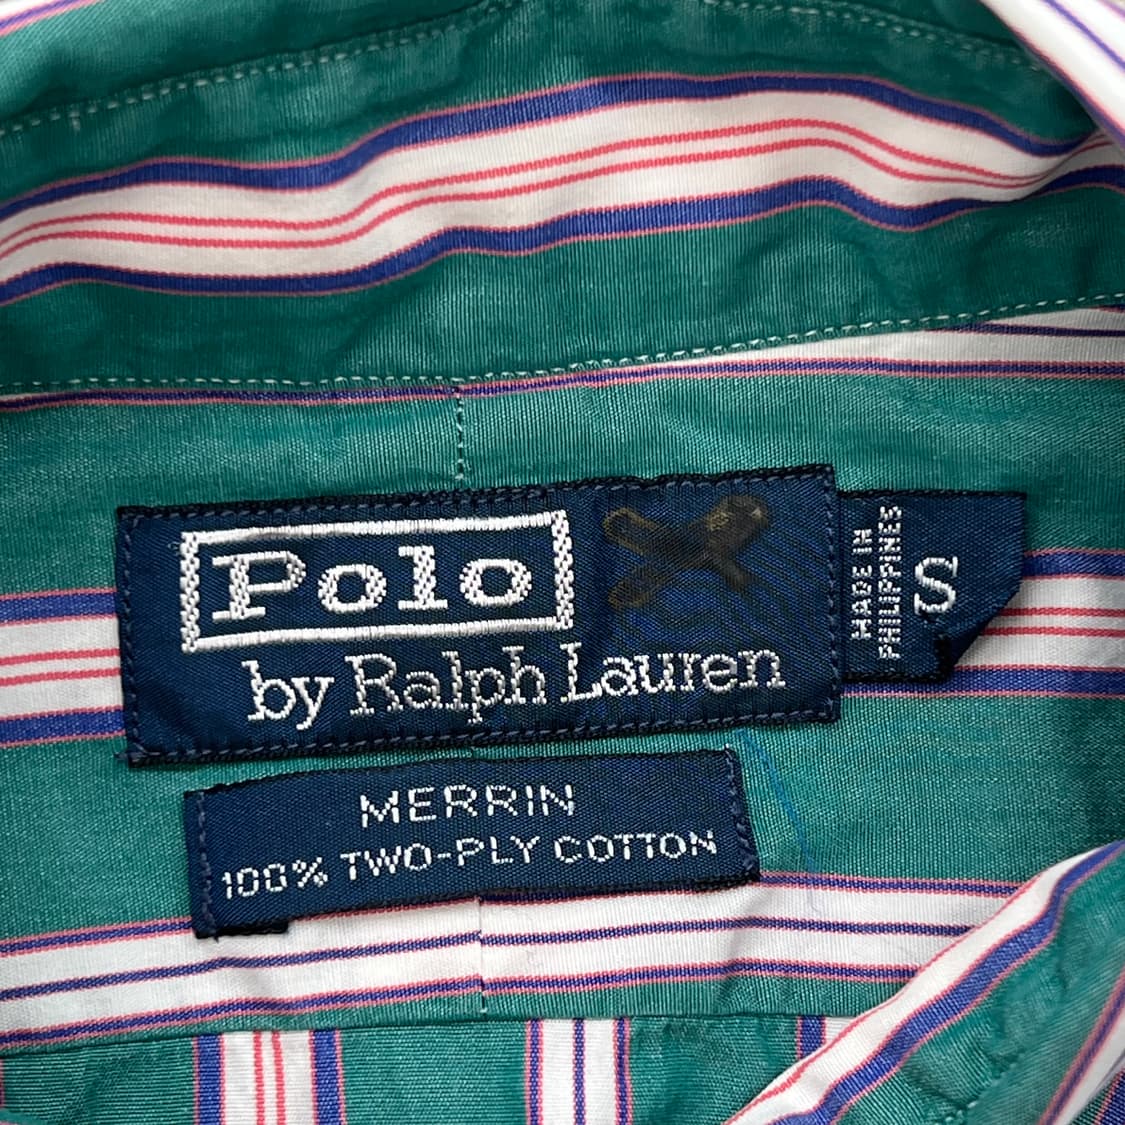 Polo
by Ralph Lauren
MADE IN
PHILIPPINES
S
MERRIN
100% TWO-PLY COTTON